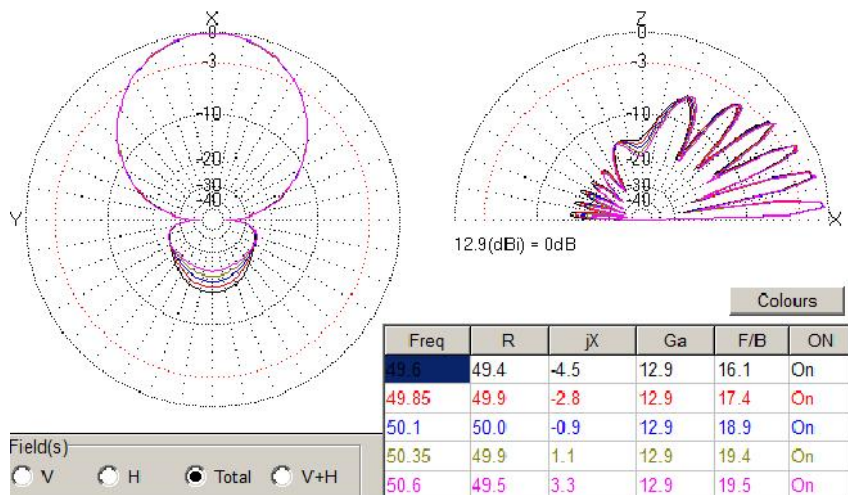 X
0
-3
-10
-20
-30
-40
Y
Z
0
-3
-10
-20
-30
-40
X
12.9(dBi) = 0dB
Colours
Freq R jX Ga F/B ON
49.6 49.4 -4.5 12.9 16.1 On
49.85 49.9 -2.8 12.9 17.4 On
50.1 50.0 -0.9 12.9 18.9 On
50.35 49.9 1.1 12.9 19.4 On
50.6 49.5 3.3 12.9 19.5 On
Field(s)
V H Total V+H